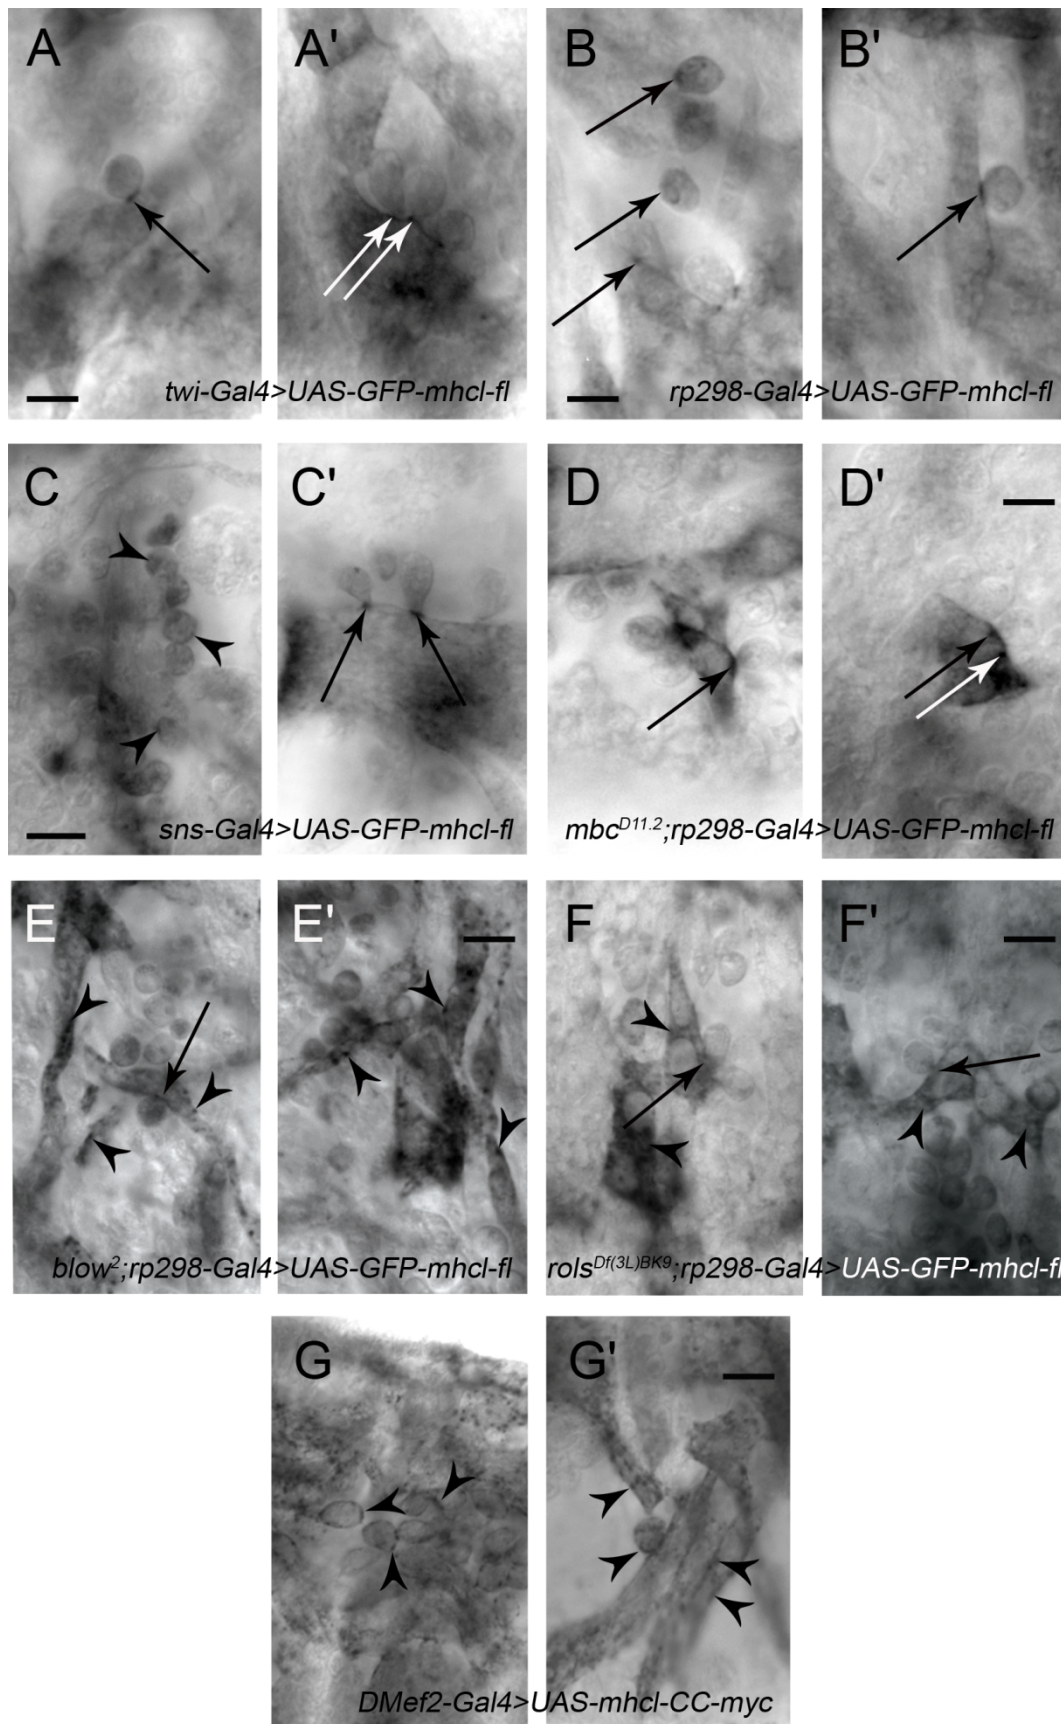 A A' B B'
twi-Gal4>UAS-GFP-mhcl-fl rp298-Gal4>UAS-GFP-mhcl-fl
C C' D D'
sns-Gal4>UAS-GFP-mhcl-fl mbcD11.2;rp298-Gal4>UAS-GFP-mhcl-fl
E E' F F'
blow2;rp298-Gal4>UAS-GFP-mhcl-fl rolsDf(3L)BK9;rp298-Gal4>UAS-GFP-mhcl-fl
G G'
DMef2-Gal4>UAS-mhcl-CC-myc